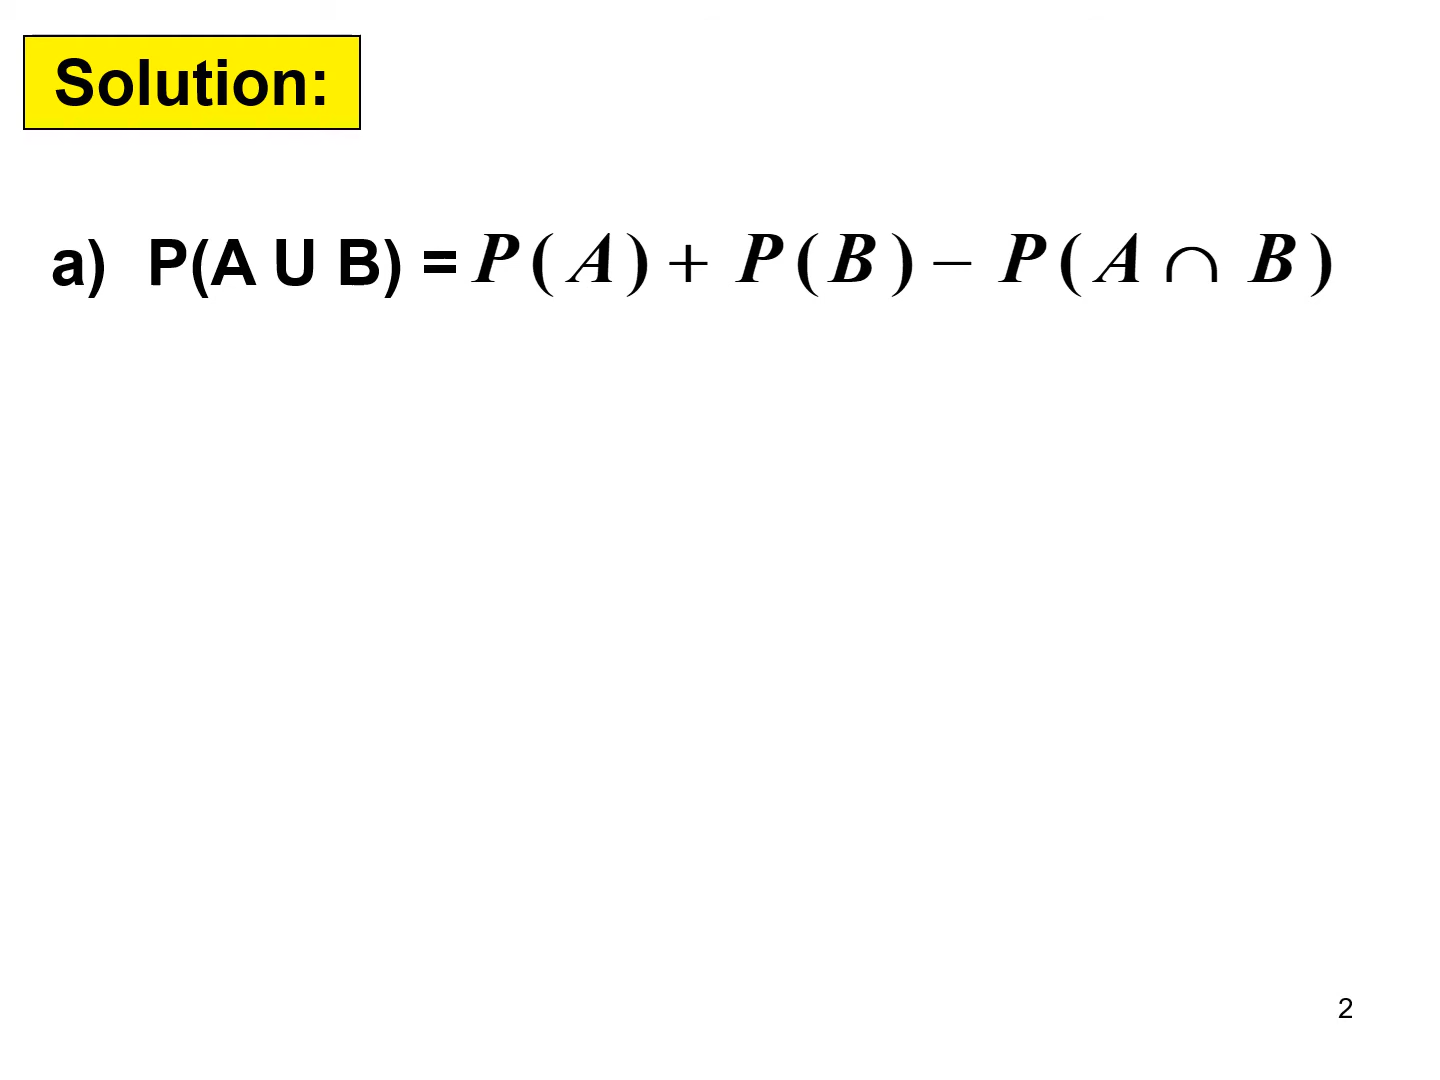 Solution:
a) P(A U B) = P(A) + P(B) − P(A ∩ B)
2